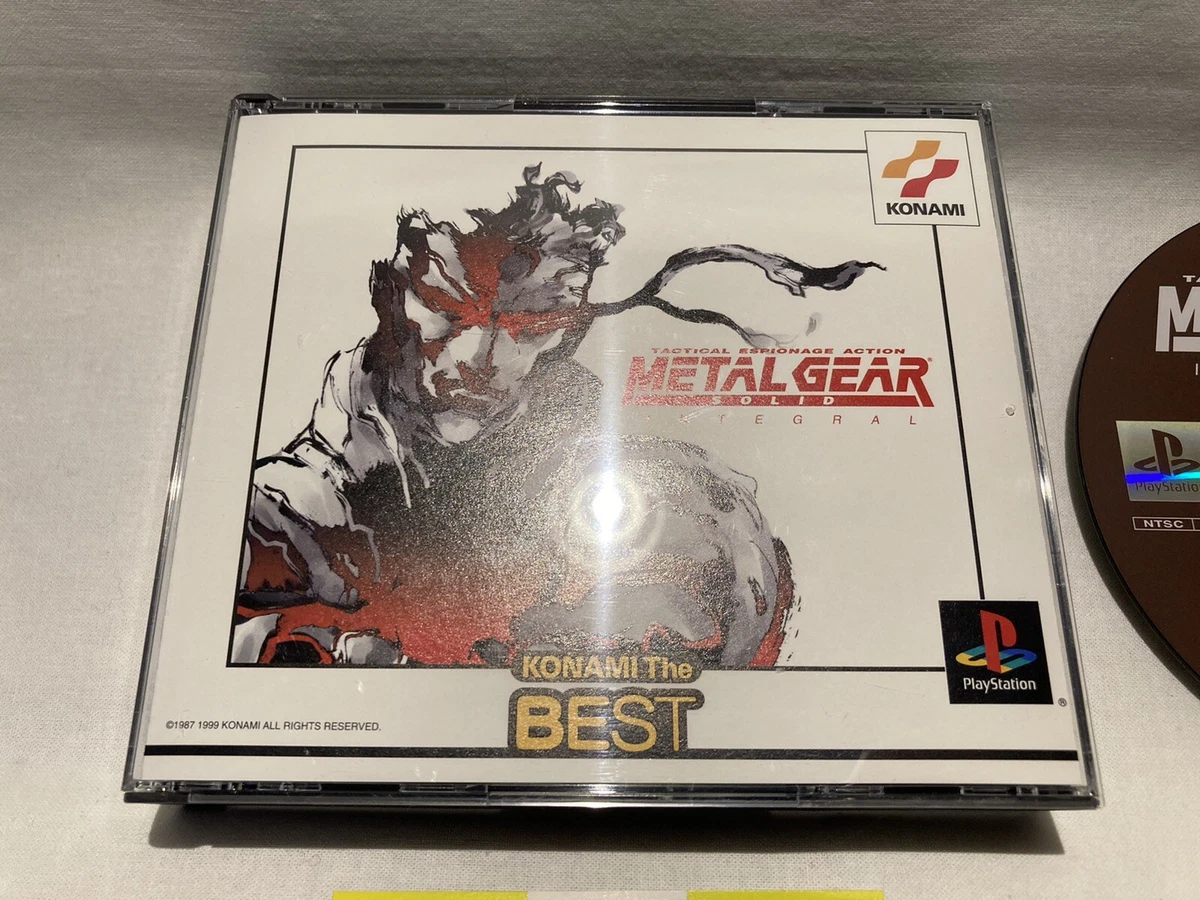 KONAMI
TACTICAL ESPIONAGE ACTION
METAL GEAR®
SOLID
INTEGRAL
PlayStation
®
KONAMI The
BEST
©1987 1999 KONAMI ALL RIGHTS RESERVED.
NTSC